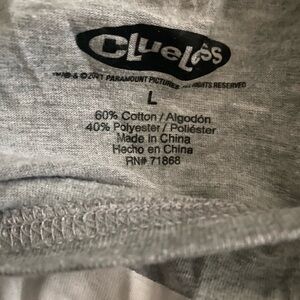 CLUELESS
TM/® & © 2021 PARAMOUNT PICTURES. ALL RIGHTS RESERVED
L
60% Cotton / Algodón
40% Polyester / Poliéster
Made in China
Hecho en China
RN# 71868